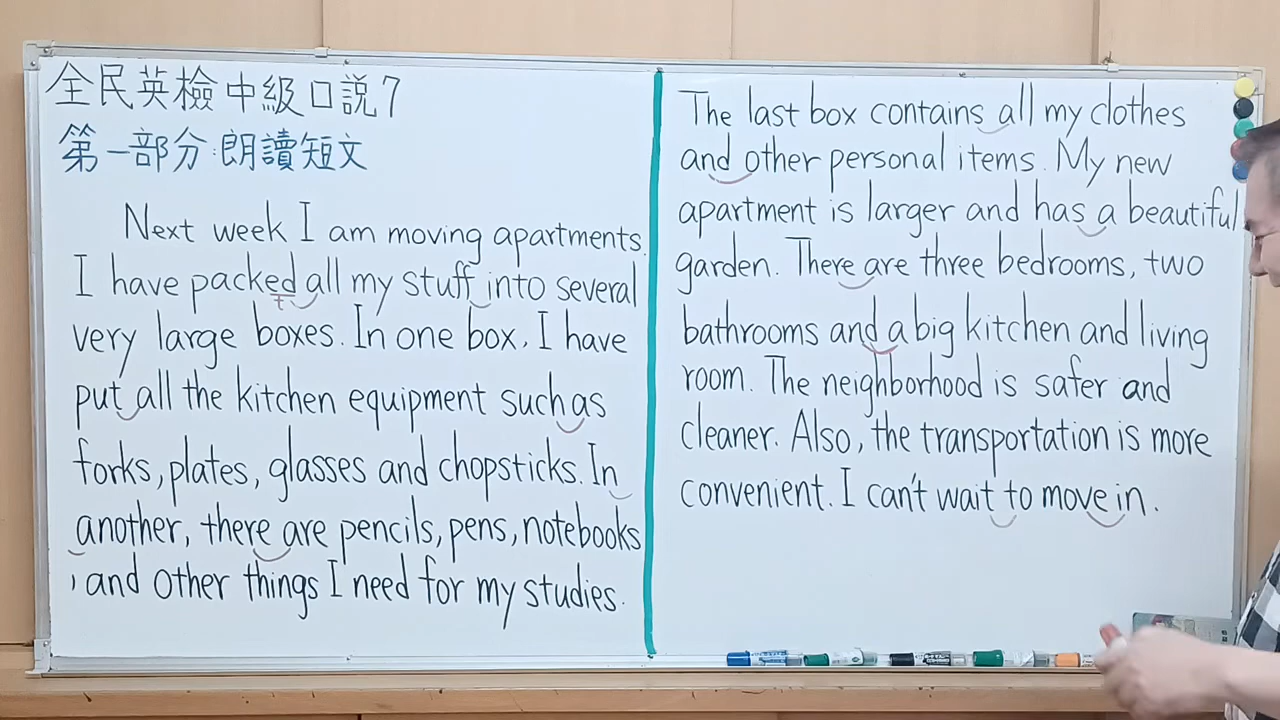 全民英檢中級口説7
第一部分:朗讀短文
Next week I am moving apartments.
I have packed all my stuff into several
t
very large boxes. In one box, I have
put all the kitchen equipment such as
forks, plates, glasses and chopsticks. In
another, there are pencils, pens, notebooks
, and other things I need for my studies.
The last box contains all my clothes
and other personal items. My new
apartment is larger and has a beautiful
garden. There are three bedrooms, two
bathrooms and a big kitchen and living
room. The neighborhood is safer and
cleaner. Also, the transportation is more
convenient. I can't wait to move in.